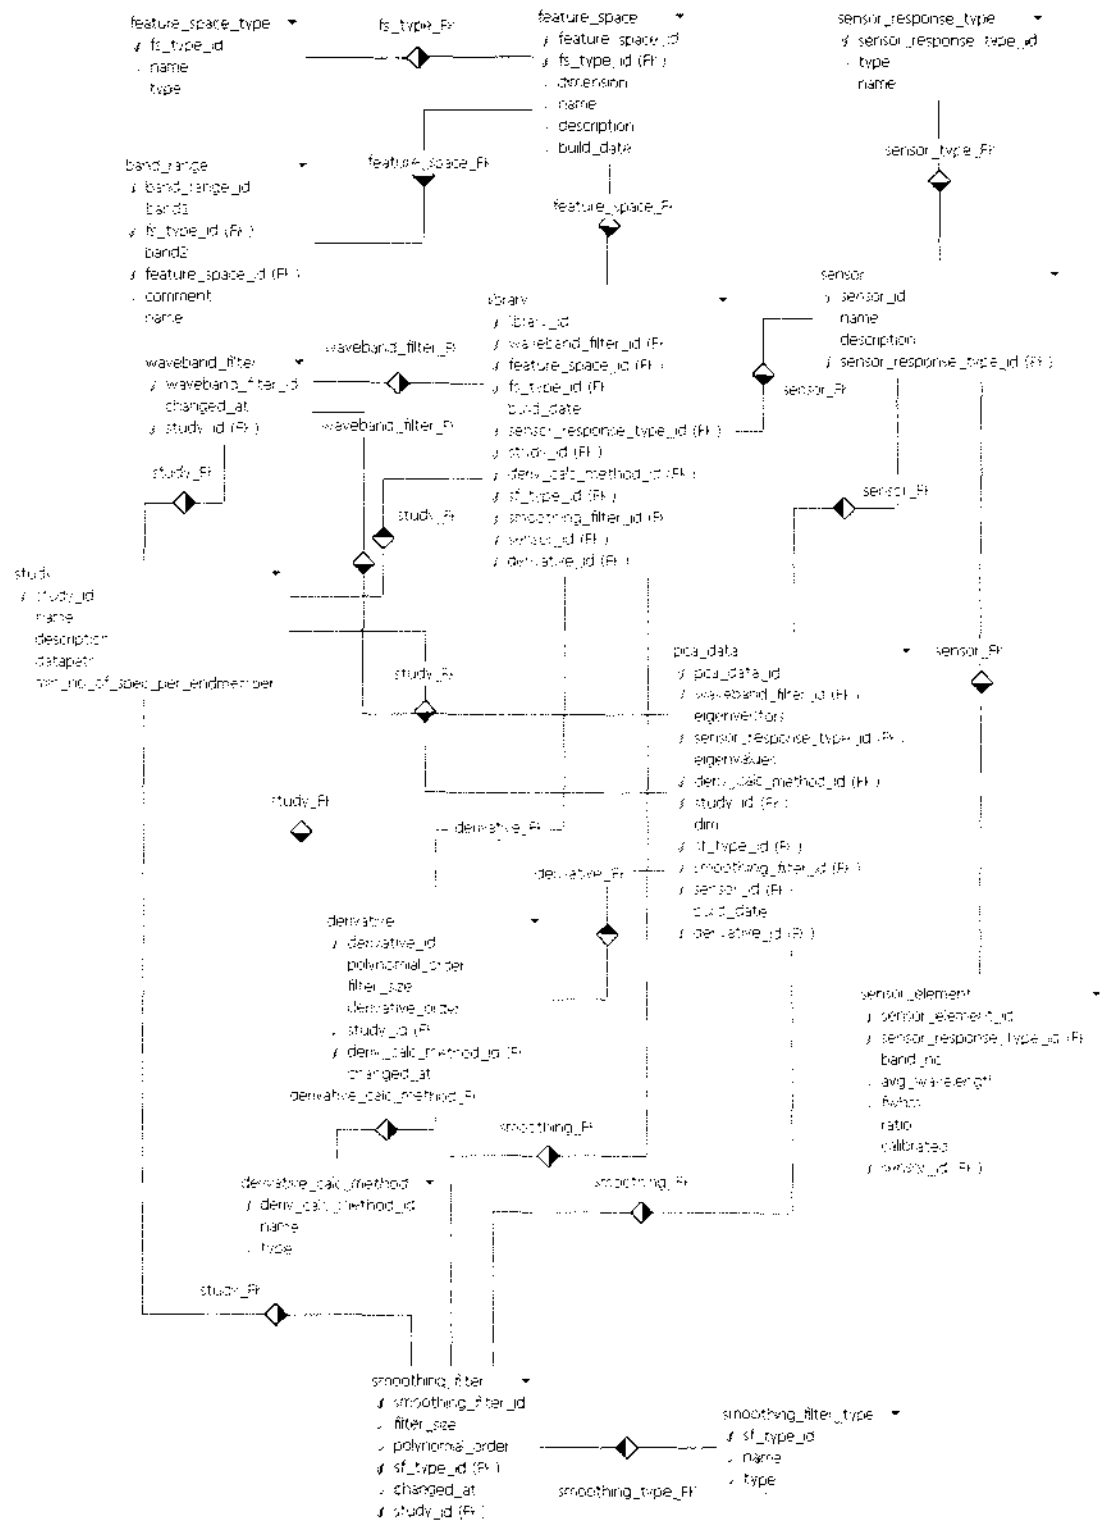 feature_space_type
fs_type_id
name
type
fs_type_FK
feature_space
feature_space_id
fs_type_id (FK)
dimension
name
description
build_date
sensor_response_type
sensor_response_type_id
type
name
sensor_type_FK
band_range
band_range_id
band1
fs_type_id (FK)
band2
feature_space_id (FK)
comment
name
feature_space_FK
feature_space_FK
sensor
sensor_id
name
description
sensor_response_type_id (FK)
library
library_id
waveband_filter_id (FK
feature_space_id (FK)
fs_type_id (FK)
build_date
sensor_response_type_id (FK)
study_id (FK)
deriv_calc_method_id (FK)
sf_type_id (FK)
smoothing_filter_id (FK
sensor_id (FK)
derivative_id (FK)
waveband_filter_FK
waveband_filter
waveband_filter_id
changed_at
study_id (FK)
waveband_filter_FK
sensor_FK
study_FK
study_FK
sensor_FK
study
study_id
name
description
datapath
min_no_of_spec_per_endmember
study_FK
pca_data
pca_data_id
waveband_filter_id (FK)
eigenvectors
sensor_response_type_id (FK)
eigenvalues
deriv_calc_method_id (FK)
study_id (FK)
dim
sf_type_id (FK)
smoothing_filter_id (FK)
sensor_id (FK)
build_date
derivative_id (FK)
sensor_FK
study_FK
derivative_FK
derivative_FK
derivative
derivative_id
polynomial_order
filter_size
derivative_order
study_id (FK)
deriv_calc_method_id (FK
changed_at
derivative_calc_method_FK
sensor_element
sensor_element_id
sensor_response_type_id (FK
band_no
avg_wavelength
fwhm
ratio
calibrated
sensor_id (FK)
smoothing_FK
derivative_calc_method
deriv_calc_method_id
name
type
smoothing_FK
study_FK
smoothing_filter
smoothing_filter_id
filter_size
polynomial_order
sf_type_id (FK)
changed_at
study_id (FK)
smoothing_filter_type
sf_type_id
name
type
smoothing_type_FK